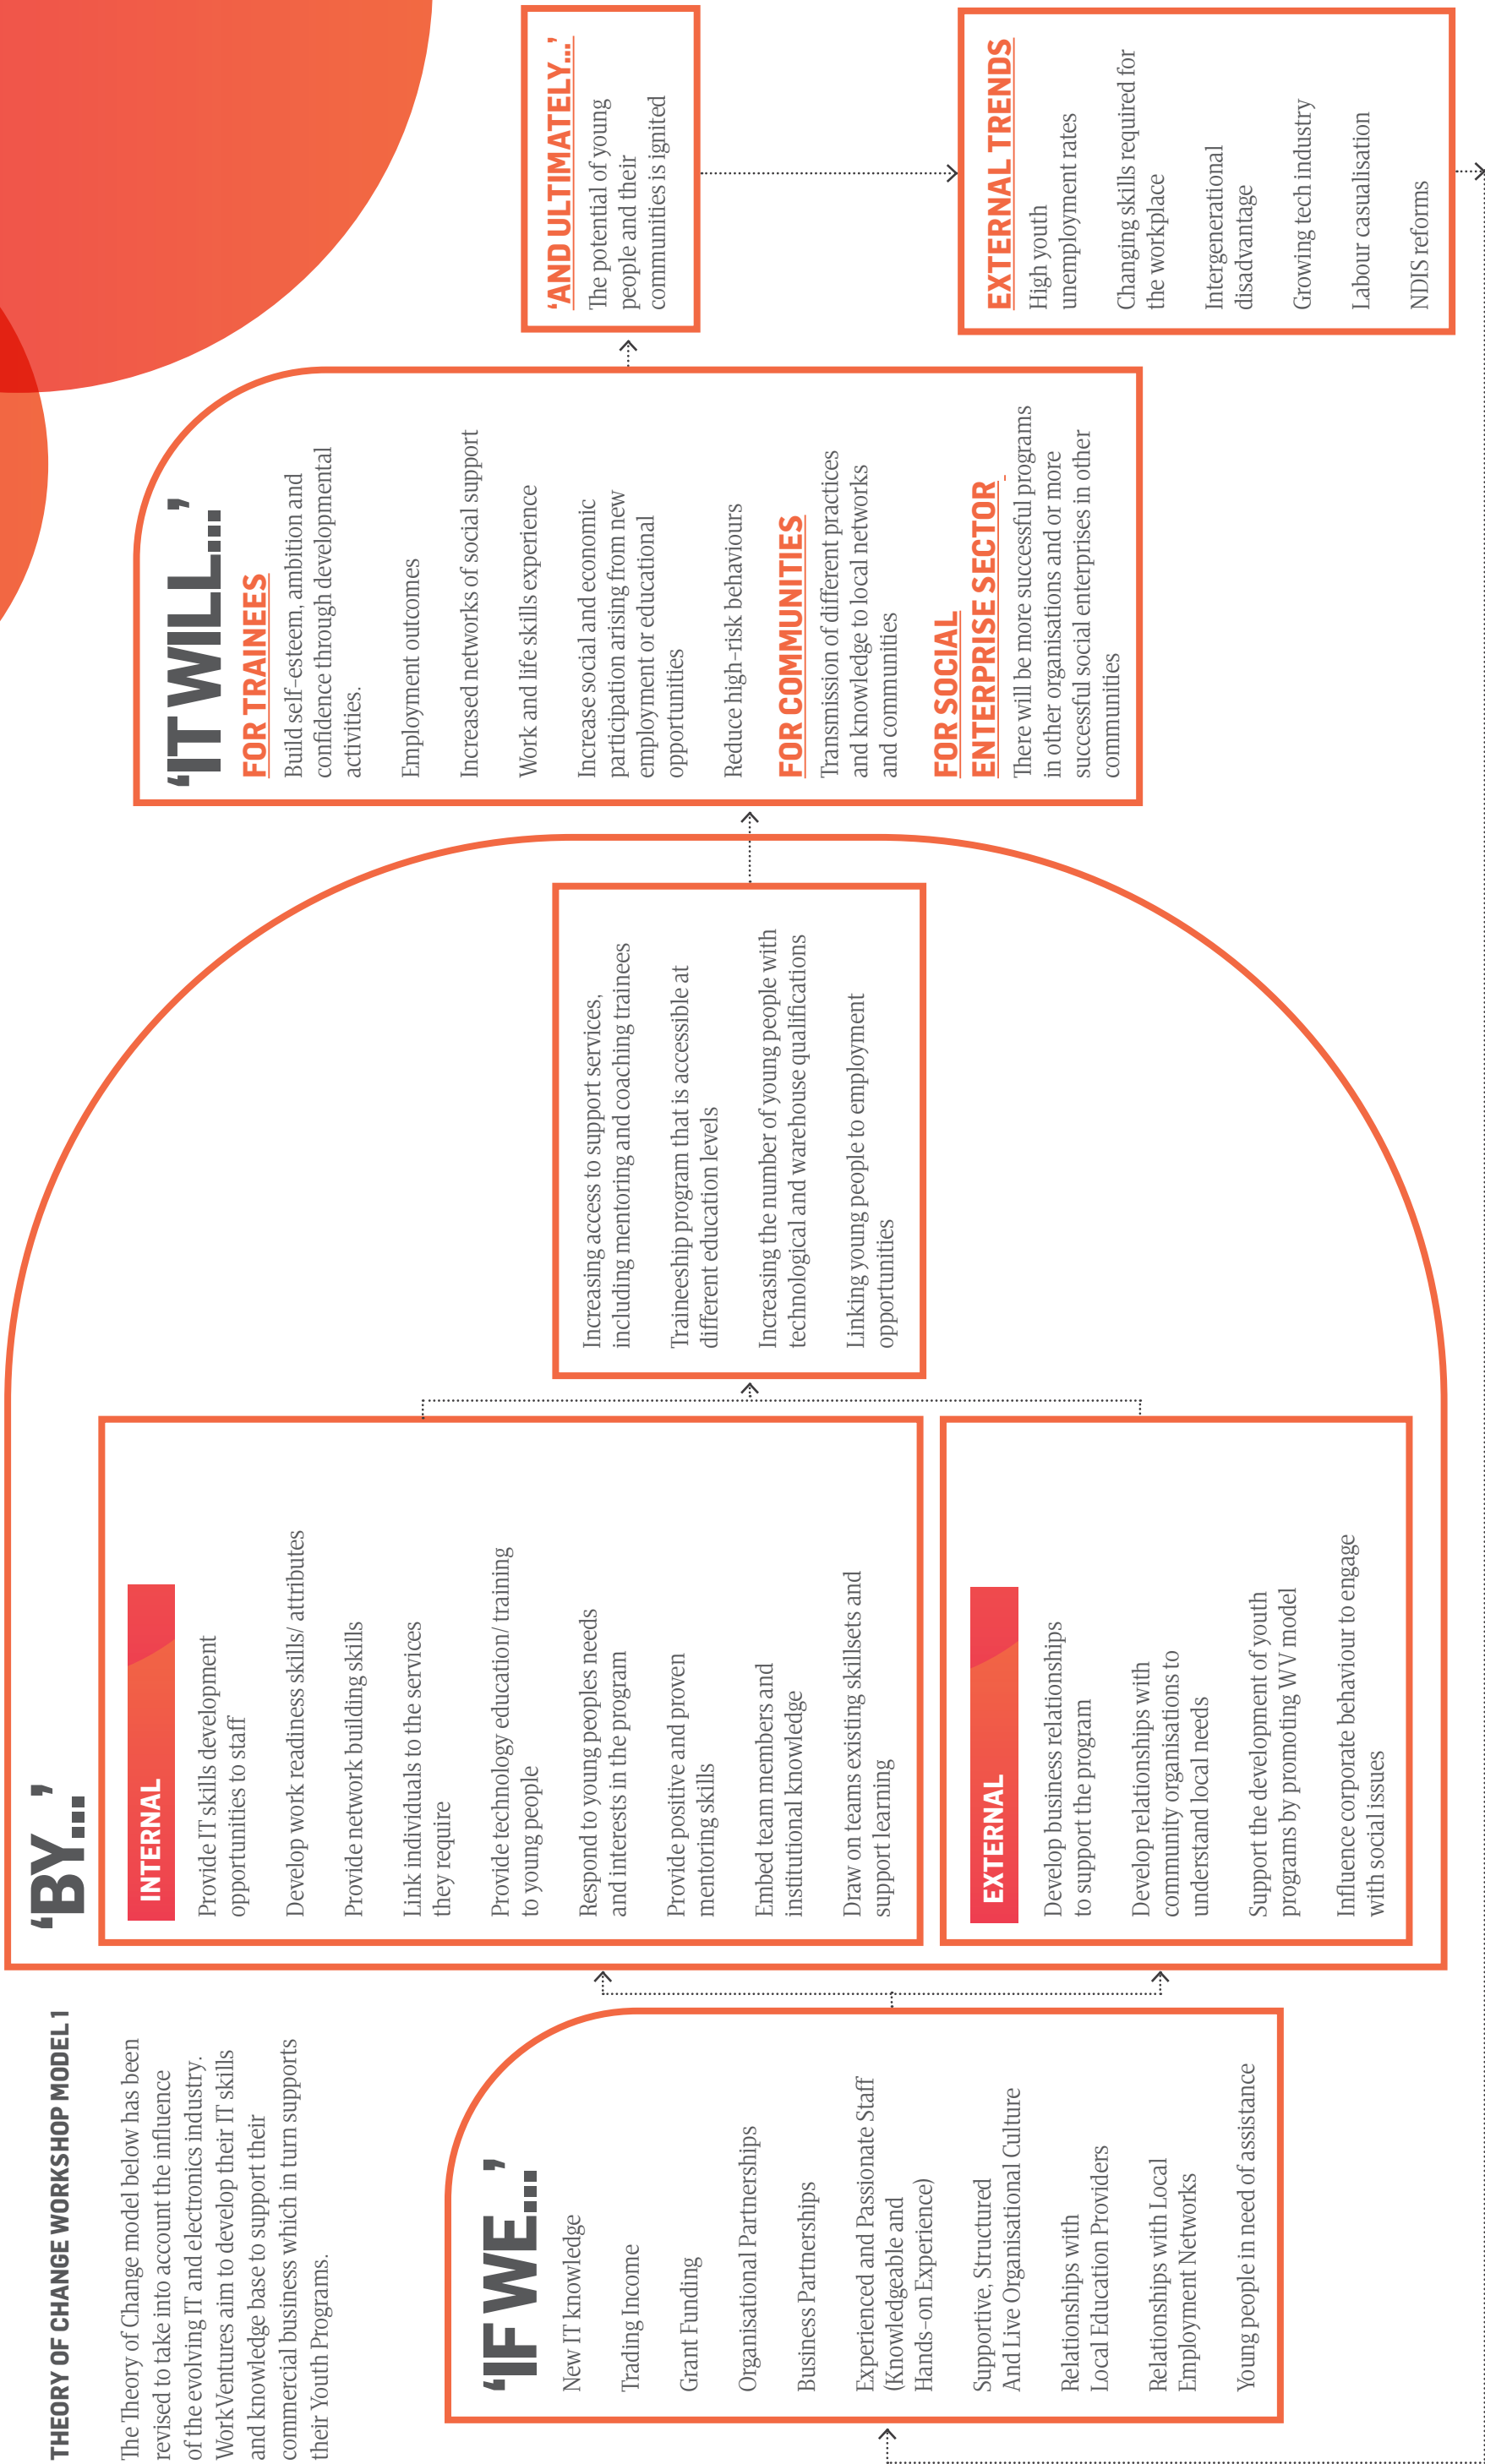 THEORY OF CHANGE WORKSHOP MODEL 1
The Theory of Change model below has been
revised to take into account the influence
of the evolving IT and electronics industry.
WorkVentures aim to develop their IT skills
and knowledge base to support their
commercial business which in turn supports
their Youth Programs.
‘IF WE...’
New IT knowledge
Trading Income
Grant Funding
Organisational Partnerships
Business Partnerships
Experienced and Passionate Staff
(Knowledgeable and
Hands-on Experience)
Supportive, Structured
And Live Organisational Culture
Relationships with
Local Education Providers
Relationships with Local
Employment Networks
Young people in need of assistance
‘BY...’
INTERNAL
Provide IT skills development
opportunities to staff
Develop work readiness skills/ attributes
Provide network building skills
Link individuals to the services
they require
Provide technology education/ training
to young people
Respond to young peoples needs
and interests in the program
Provide positive and proven
mentoring skills
Embed team members and
institutional knowledge
Draw on teams existing skillsets and
support learning
EXTERNAL
Develop business relationships
to support the program
Develop relationships with
community organisations to
understand local needs
Support the development of youth
programs by promoting WV model
Influence corporate behaviour to engage
with social issues
Increasing access to support services,
including mentoring and coaching trainees
Traineeship program that is accessible at
different education levels
Increasing the number of young people with
technological and warehouse qualifications
Linking young people to employment
opportunities
‘IT WILL...’
FOR TRAINEES
Build self-esteem, ambition and
confidence through developmental
activities.
Employment outcomes
Increased networks of social support
Work and life skills experience
Increase social and economic
participation arising from new
employment or educational
opportunities
Reduce high-risk behaviours
FOR COMMUNITIES
Transmission of different practices
and knowledge to local networks
and communities
FOR SOCIAL
ENTERPRISE SECTOR
There will be more successful programs
in other organisations and or more
successful social enterprises in other
communities
‘AND ULTIMATELY...’
The potential of young
people and their
communities is ignited
EXTERNAL TRENDS
High youth
unemployment rates
Changing skills required for
the workplace
Intergenerational
disadvantage
Growing tech industry
Labour casualisation
NDIS reforms